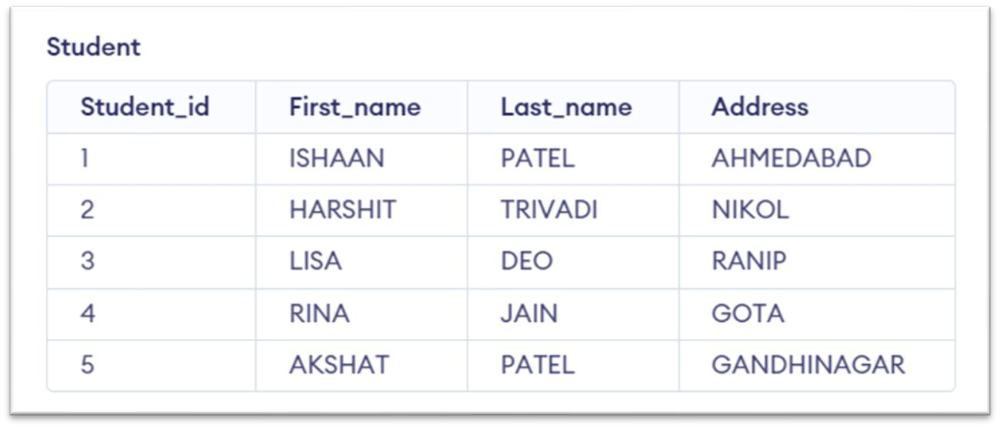 Student
Student_id First_name Last_name Address
1 ISHAAN PATEL AHMEDABAD
2 HARSHIT TRIVADI NIKOL
3 LISA DEO RANIP
4 RINA JAIN GOTA
5 AKSHAT PATEL GANDHINAGAR